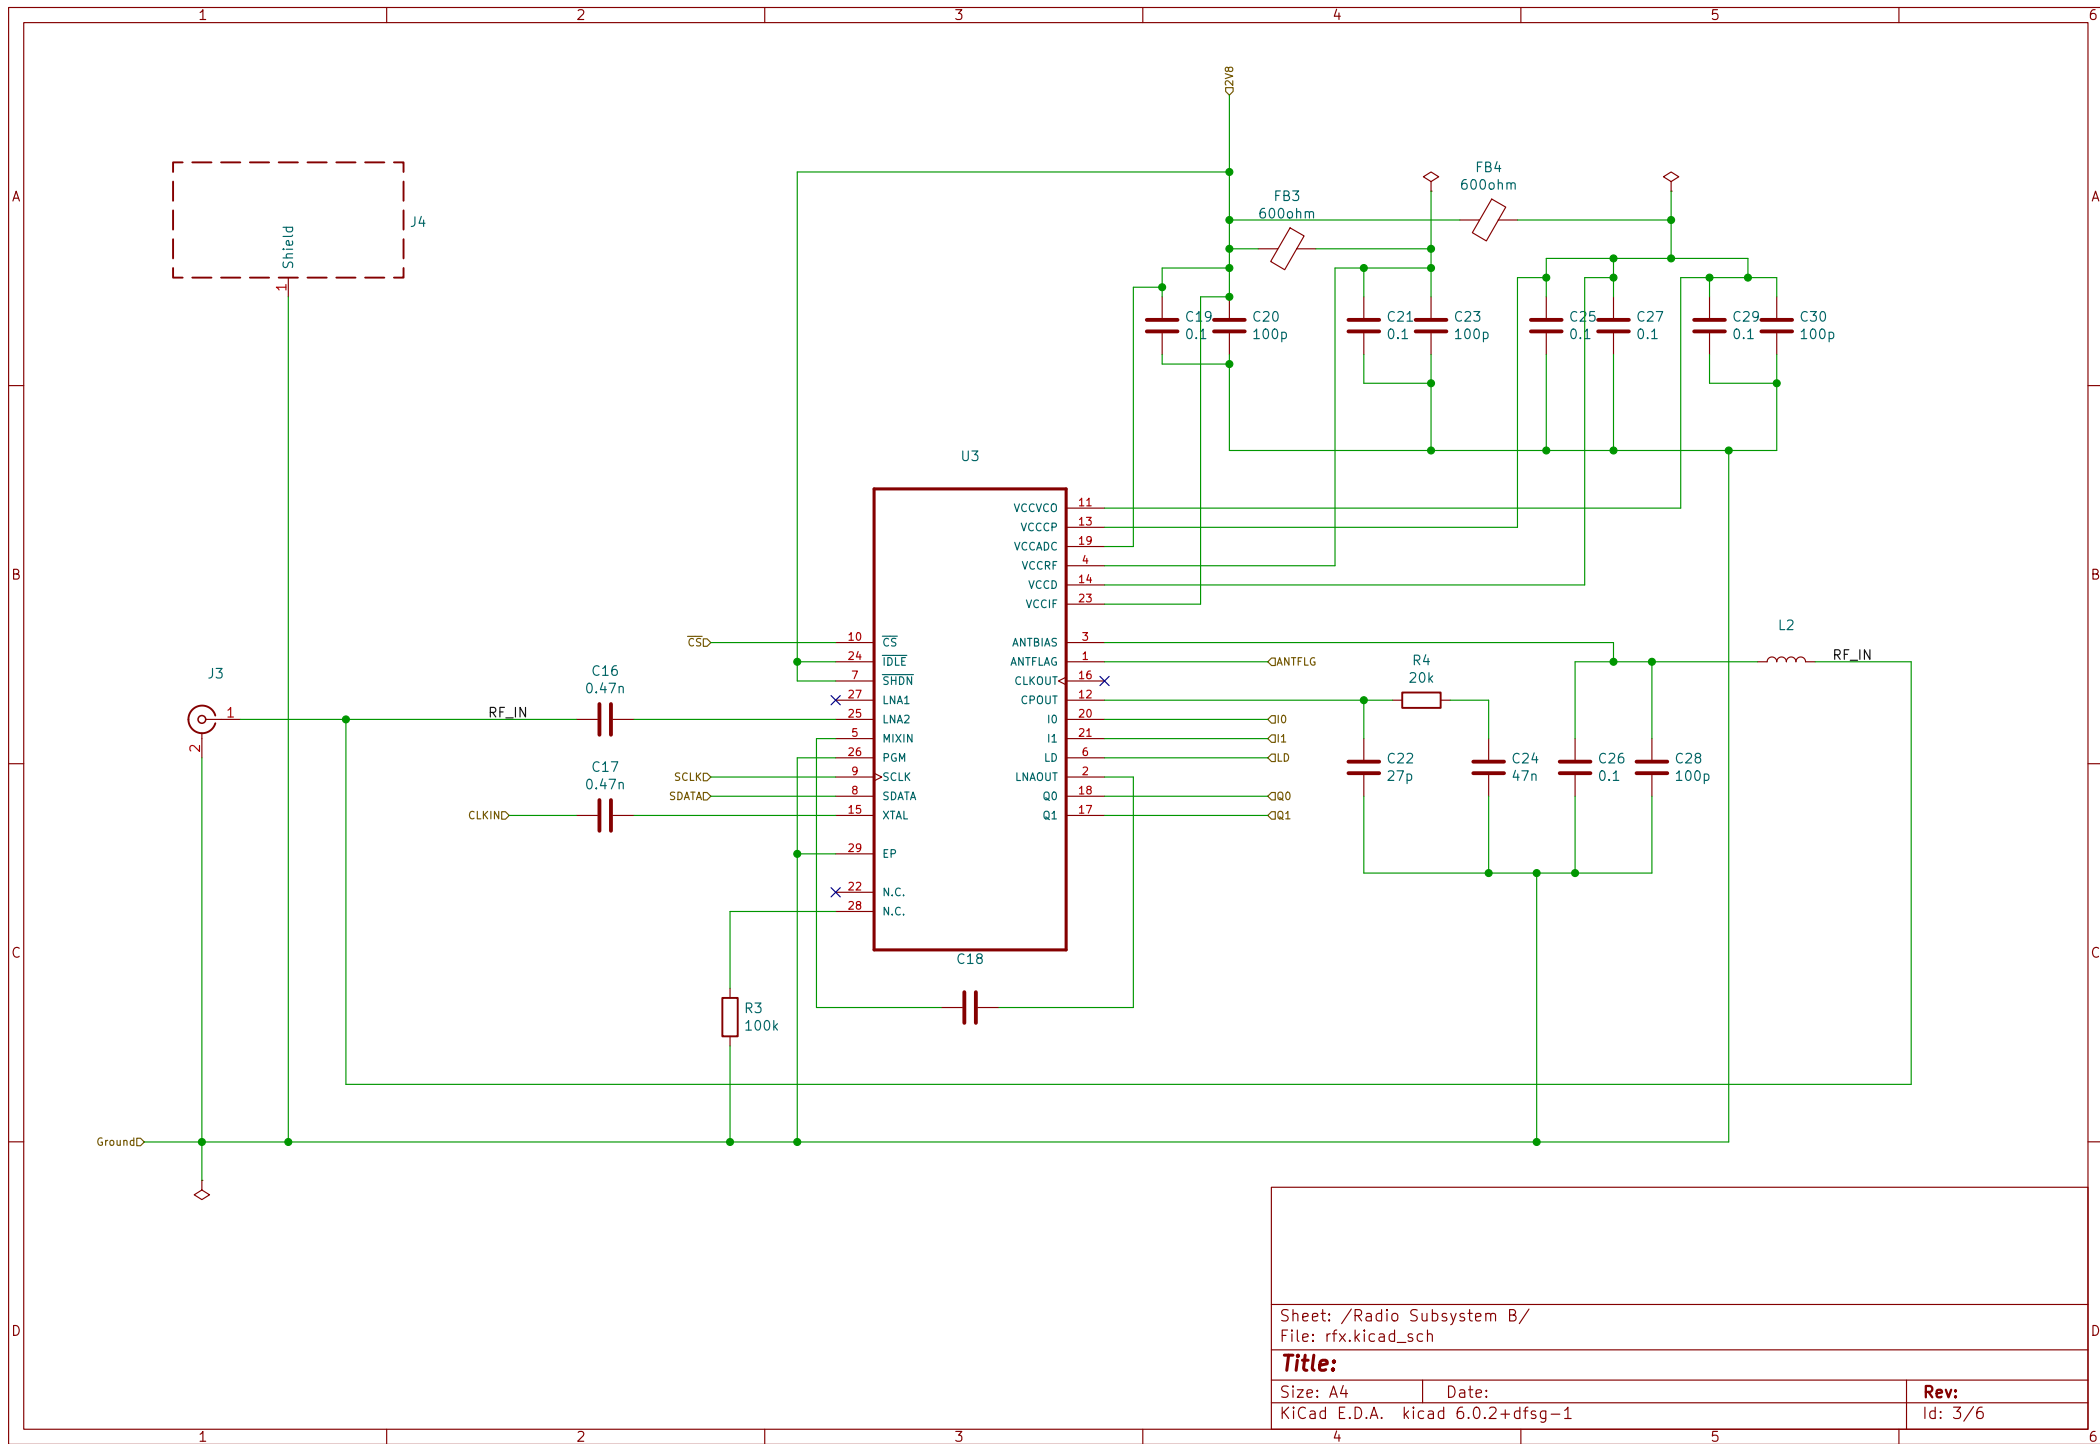 1 2 3 4 5 6
2V8
A A
FB4
600ohm
FB3
600ohm
J4
Shield
1
C19
0.1
C20
100p
C21
0.1
C23
100p
C25
0.1
C27
0.1
C29
0.1
C30
100p
U3
VCCVCO 11
VCCCP 13
VCCADC 19
VCCRF 4
B B
VCCD 14
VCCIF 23
CS 10 CS
24 IDLE
7 SHDN
27 LNA1
25 LNA2
5 MIXIN
26 PGM
SCLK 9 SCLK
SDATA 8 SDATA
15 XTAL
29 EP
22 N.C.
28 N.C.
ANTBIAS 3
ANTFLAG 1 ANTFLG
CLKOUT 16
CPOUT 12
I0 20 I0
I1 21 I1
LD 6 LD
LNAOUT 2
Q0 18 Q0
Q1 17 Q1
L2
RF_IN
R4
20k
J3
1
2
RF_IN
C16
0.47n
C17
0.47n
CLKIN
C22
27p
C24
47n
C26
0.1
C28
100p
C C
C18
R3
100k
Ground
D D
Sheet: /Radio Subsystem B/
File: rfx.kicad_sch
Title:
Size: A4 Date: Rev:
KiCad E.D.A. kicad 6.0.2+dfsg-1 Id: 3/6
1 2 3 4 5 6